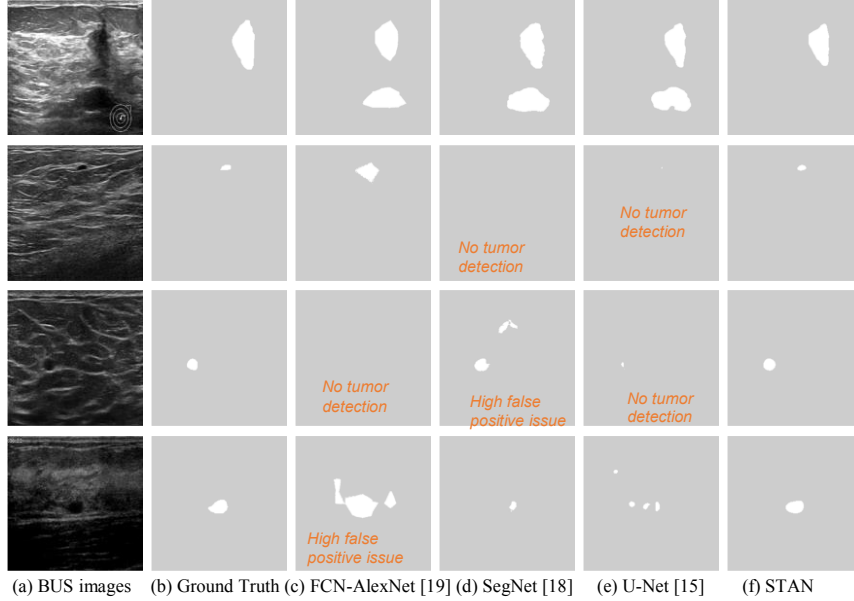 No tumor
detection
No tumor
detection
No tumor
detection
High false
positive issue
No tumor
detection
High false
positive issue
(a) BUS images (b) Ground Truth (c) FCN-AlexNet [19] (d) SegNet [18] (e) U-Net [15] (f) STAN